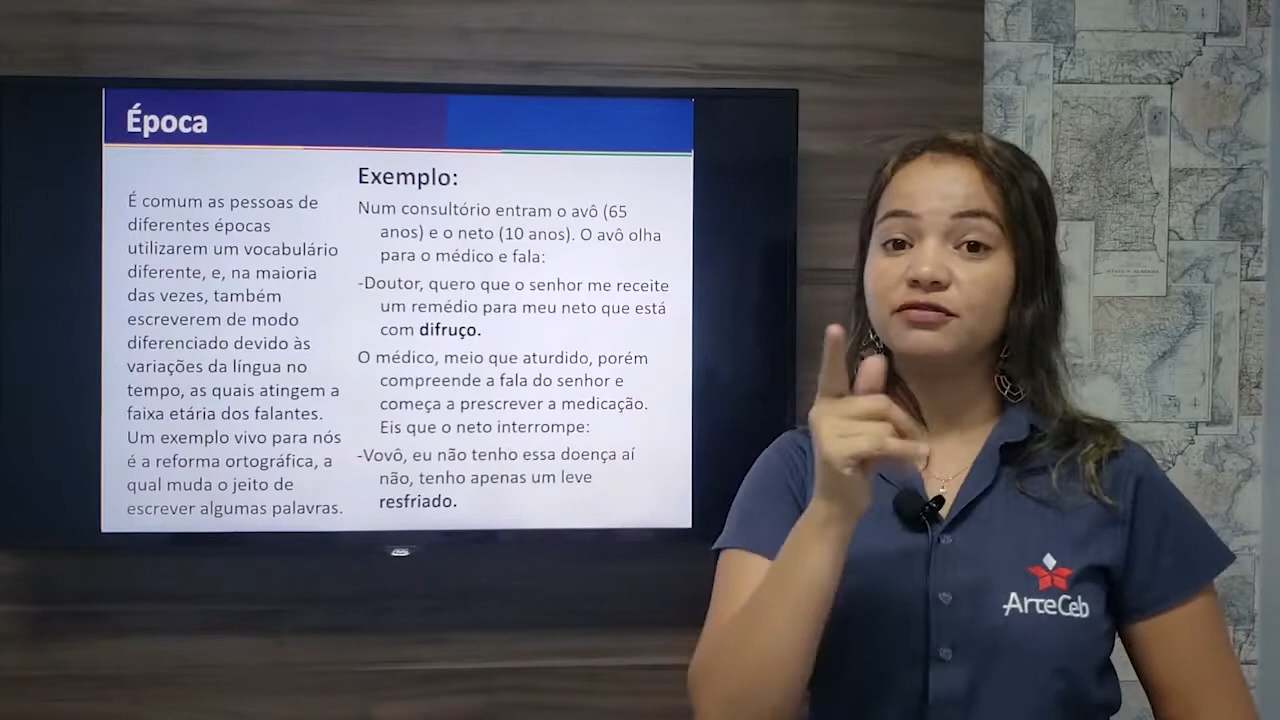 Época
É comum as pessoas de
diferentes épocas
utilizarem um vocabulário
diferente, e, na maioria
das vezes, também
escreverem de modo
diferenciado devido às
variações da língua no
tempo, as quais atingem a
faixa etária dos falantes.
Um exemplo vivo para nós
é a reforma ortográfica, a
qual muda o jeito de
escrever algumas palavras.
Exemplo:
Num consultório entram o avô (65
anos) e o neto (10 anos). O avô olha
para o médico e fala:
-Doutor, quero que o senhor me receite
um remédio para meu neto que está
com difruço.
O médico, meio que aturdido, porém
compreende a fala do senhor e
começa a prescrever a medicação.
Eis que o neto interrompe:
-Vovô, eu não tenho essa doença aí
não, tenho apenas um leve
resfriado.
ArteCeb